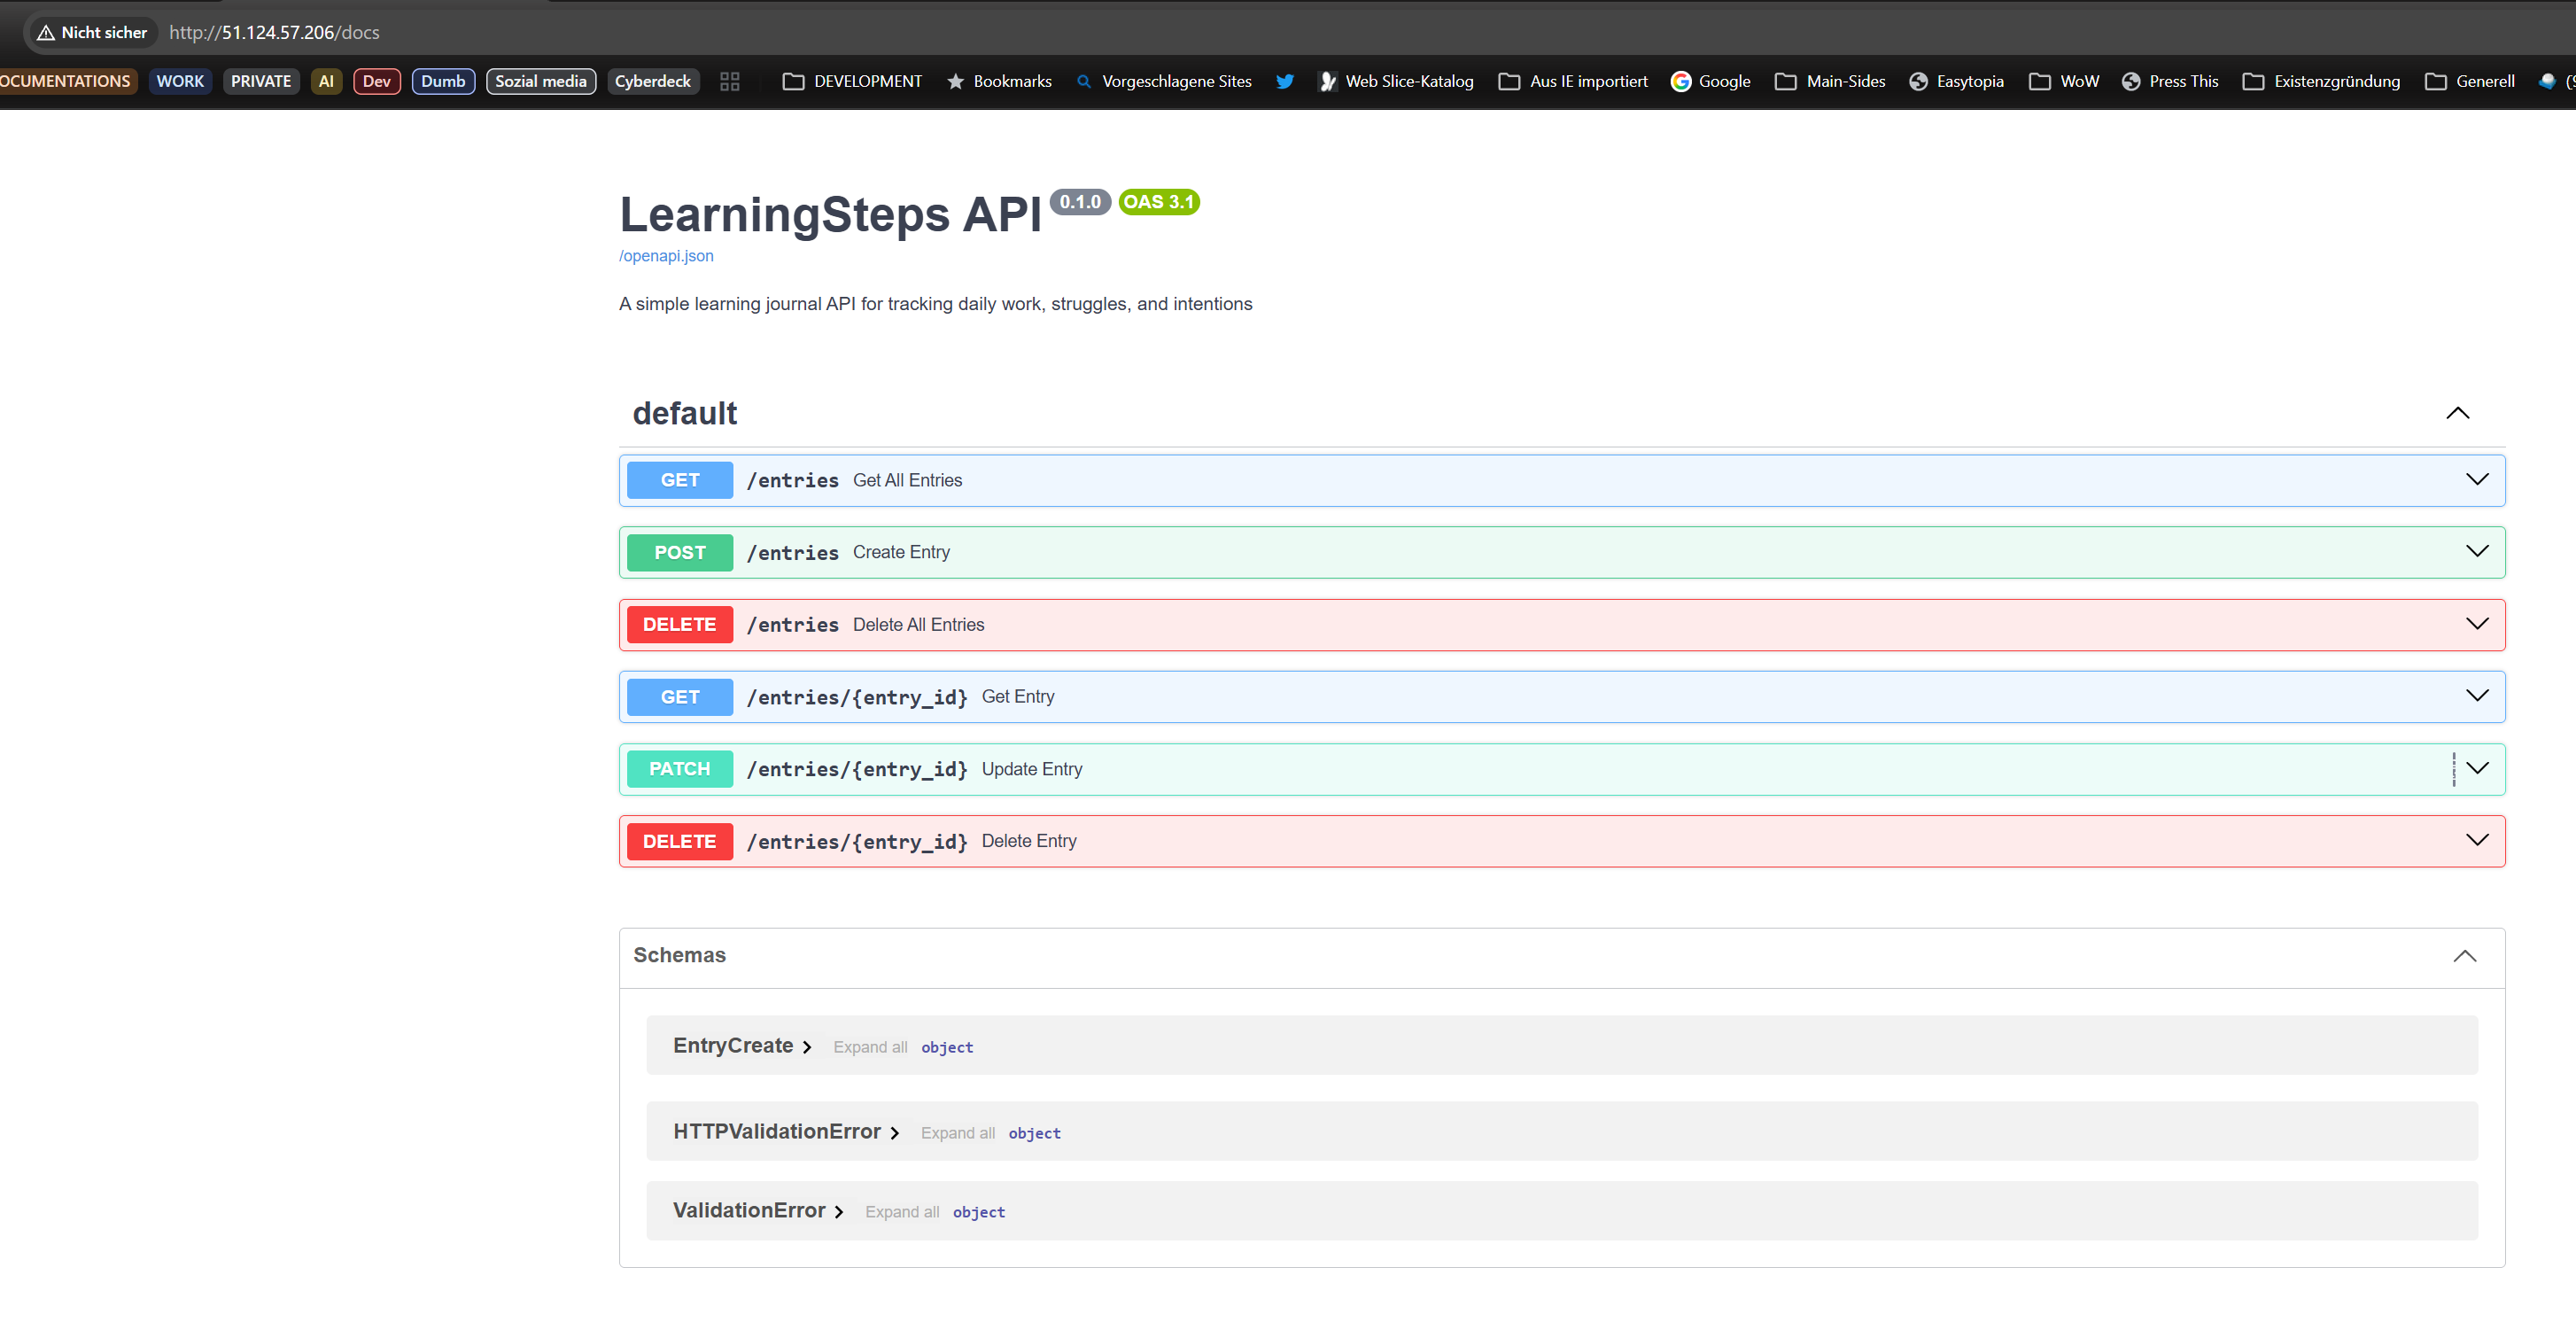 Nicht sicher http://51.124.57.206/docs
OCUMENTATIONS WORK PRIVATE AI Dev Dumb Sozial media Cyberdeck DEVELOPMENT Bookmarks Vorgeschlagene Sites Web Slice-Katalog Aus IE importiert Google Main-Sides Easytopia WoW Press This Existenzgründung Generell (S
LearningSteps API 0.1.0 OAS 3.1
/openapi.json
A simple learning journal API for tracking daily work, struggles, and intentions
default
GET /entries Get All Entries
POST /entries Create Entry
DELETE /entries Delete All Entries
GET /entries/{entry_id} Get Entry
PATCH /entries/{entry_id} Update Entry
DELETE /entries/{entry_id} Delete Entry
Schemas
EntryCreate Expand all object
HTTPValidationError Expand all object
ValidationError Expand all object